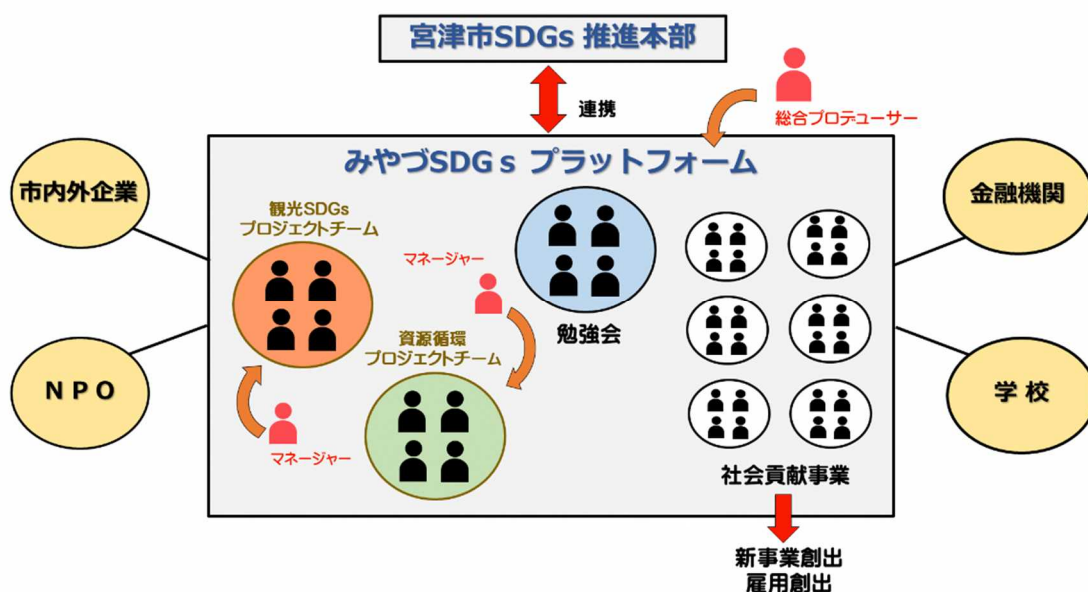 宮津市SDGs 推進本部
連携
総合プロデューサー
みやづSDGs プラットフォーム
市内外企業
金融機関
観光SDGs
プロジェクトチーム
マネージャー
勉強会
資源循環
プロジェクトチーム
NPO
学校
マネージャー
社会貢献事業
新事業創出
雇用創出